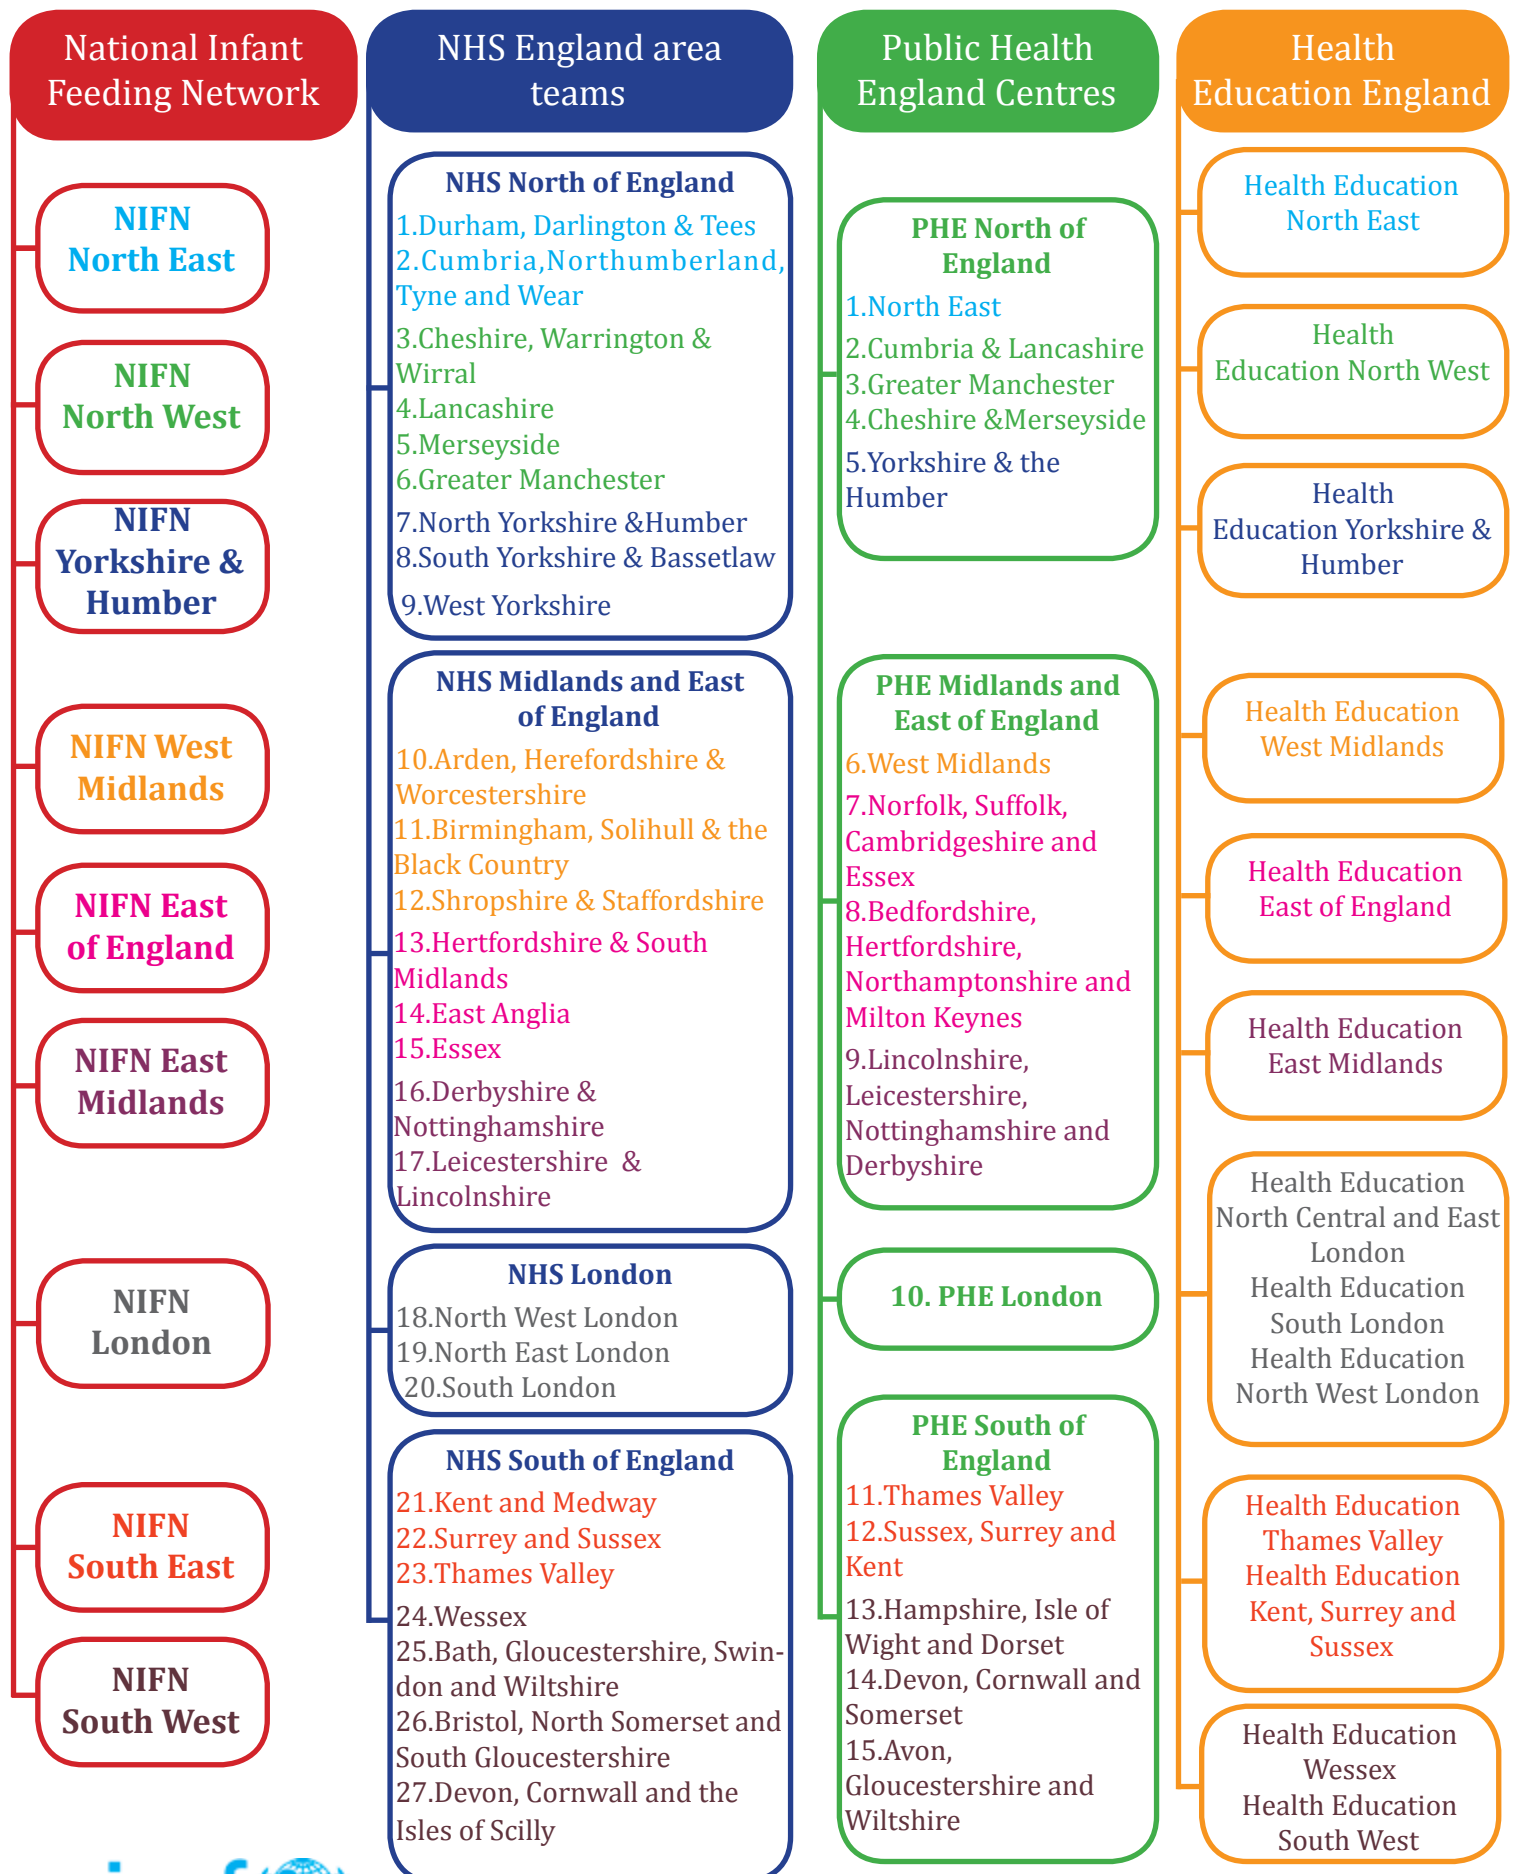 National Infant
Feeding Network
NIFN
North East
NIFN
North West
NIFN
Yorkshire &
Humber
NIFN West
Midlands
NIFN East
of England
NIFN East
Midlands
NIFN
London
NIFN
South East
NIFN
South West
NHS England area
teams
NHS North of England
1.Durham, Darlington & Tees
2.Cumbria,Northumberland,
Tyne and Wear
3.Cheshire, Warrington &
Wirral
4.Lancashire
5.Merseyside
6.Greater Manchester
7.North Yorkshire &Humber
8.South Yorkshire & Bassetlaw
9.West Yorkshire
NHS Midlands and East
of England
10.Arden, Herefordshire &
Worcestershire
11.Birmingham, Solihull & the
Black Country
12.Shropshire & Staffordshire
13.Hertfordshire & South
Midlands
14.East Anglia
15.Essex
16.Derbyshire &
Nottinghamshire
17.Leicestershire &
Lincolnshire
NHS London
18.North West London
19.North East London
20.South London
NHS South of England
21.Kent and Medway
22.Surrey and Sussex
23.Thames Valley
24.Wessex
25.Bath, Gloucestershire, Swin-
don and Wiltshire
26.Bristol, North Somerset and
South Gloucestershire
27.Devon, Cornwall and the
Isles of Scilly
Public Health
England Centres
PHE North of
England
1.North East
2.Cumbria & Lancashire
3.Greater Manchester
4.Cheshire &Merseyside
5.Yorkshire & the
Humber
PHE Midlands and
East of England
6.West Midlands
7.Norfolk, Suffolk,
Cambridgeshire and
Essex
8.Bedfordshire,
Hertfordshire,
Northamptonshire and
Milton Keynes
9.Lincolnshire,
Leicestershire,
Nottinghamshire and
Derbyshire
10. PHE London
PHE South of
England
11.Thames Valley
12.Sussex, Surrey and
Kent
13.Hampshire, Isle of
Wight and Dorset
14.Devon, Cornwall and
Somerset
15.Avon,
Gloucestershire and
Wiltshire
Health
Education England
Health Education
North East
Health
Education North West
Health
Education Yorkshire &
Humber
Health Education
West Midlands
Health Education
East of England
Health Education
East Midlands
Health Education
North Central and East
London
Health Education
South London
Health Education
North West London
Health Education
Thames Valley
Health Education
Kent, Surrey and
Sussex
Health Education
Wessex
Health Education
South West